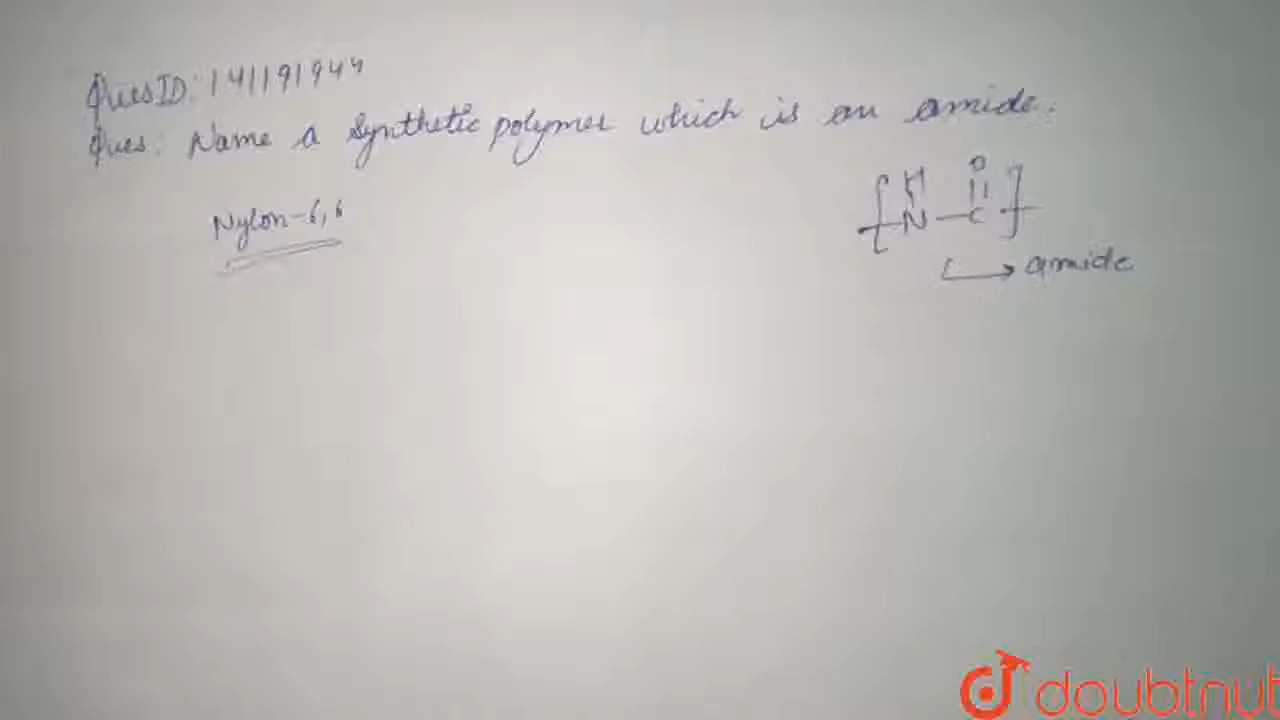 QuesID: 141191944
Ques: Name a Synthetic polymer which is an amide.
Nylon-6,6
H O
N - C
amide
doubtnut